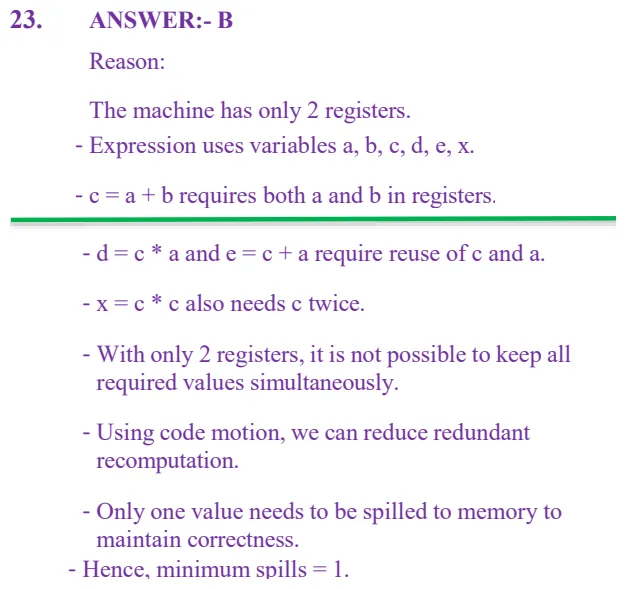 23. ANSWER:- B
Reason:
The machine has only 2 registers.
- Expression uses variables a, b, c, d, e, x.
- c = a + b requires both a and b in registers.
- d = c * a and e = c + a require reuse of c and a.
- x = c * c also needs c twice.
- With only 2 registers, it is not possible to keep all
required values simultaneously.
- Using code motion, we can reduce redundant
recomputation.
- Only one value needs to be spilled to memory to
maintain correctness.
- Hence, minimum spills = 1.